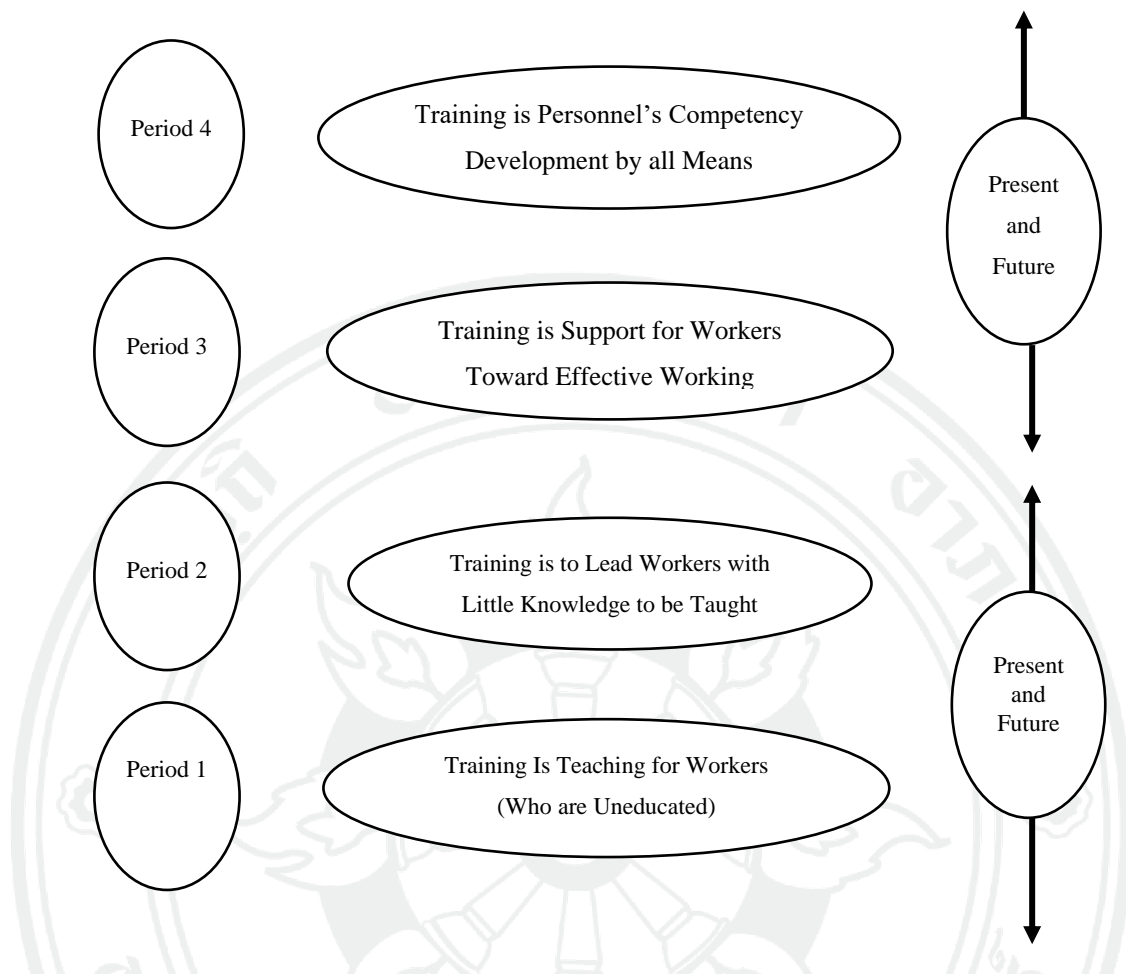 Period 4
Training is Personnel's Competency
Development by all Means
Present
and
Future
Period 3
Training is Support for Workers
Toward Effective Working
Period 2
Training is to Lead Workers with
Little Knowledge to be Taught
Present
and
Future
Period 1
Training Is Teaching for Workers
(Who are Uneducated)